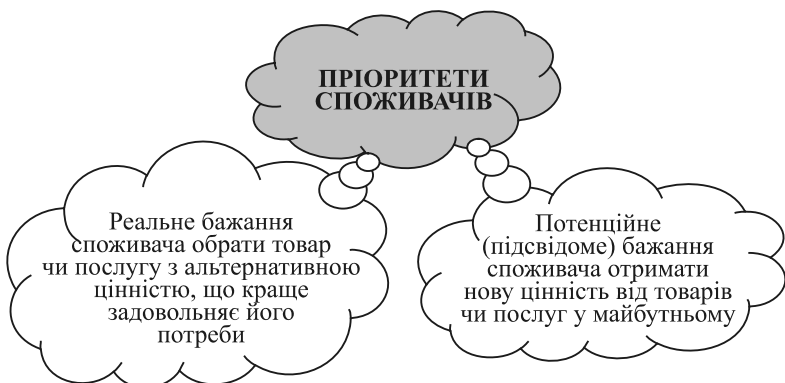 ПРІОРИТЕТИ
СПОЖИВАЧІВ
Реальне бажання
споживача обрати товар
чи послугу з альтернативною
цінністю, що краще
задовольняє його
потреби
Потенційне
(підсвідоме) бажання
споживача отримати
нову цінність від товарів
чи послуг у майбутньому